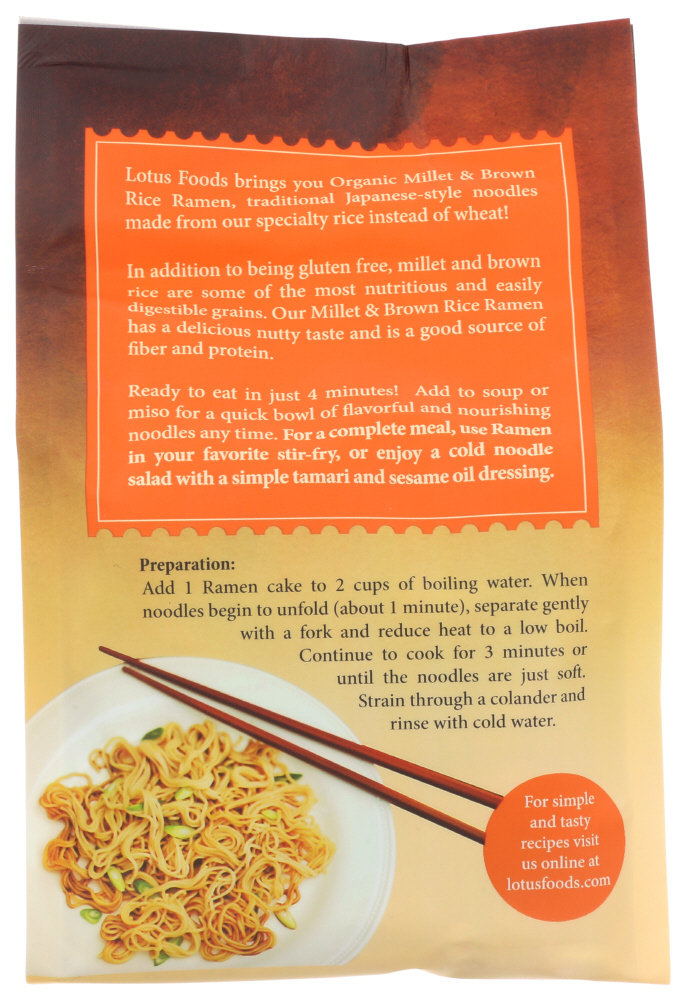 Lotus Foods brings you Organic Millet & Brown
Rice Ramen, traditional Japanese-style noodles
made from our specialty rice instead of wheat!
In addition to being gluten free, millet and brown
rice are some of the most nutritious and easily
digestible grains. Our Millet & Brown Rice Ramen
has a delicious nutty taste and is a good source of
fiber and protein.
Ready to eat in just 4 minutes! Add to soup or
miso for a quick bowl of flavorful and nourishing
noodles any time. For a complete meal, use Ramen
in your favorite stir-fry, or enjoy a cold noodle
salad with a simple tamari and sesame oil dressing.
Preparation:
Add 1 Ramen cake to 2 cups of boiling water. When
noodles begin to unfold (about 1 minute), separate gently
with a fork and reduce heat to a low boil.
Continue to cook for 3 minutes or
until the noodles are just soft.
Strain through a colander and
rinse with cold water.
For simple
and tasty
recipes visit
us online at
lotusfoods.com